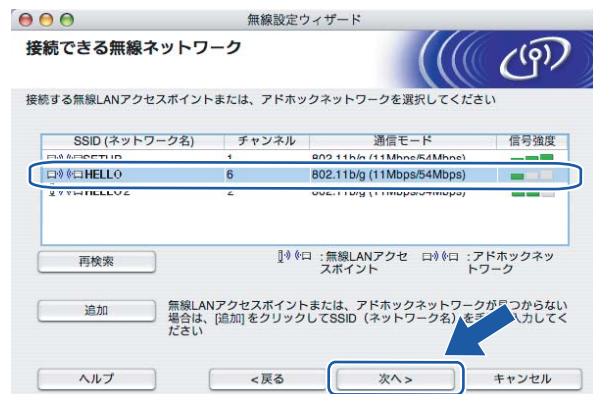 無線設定ウィザード
接続できる無線ネットワーク
接続する無線LANアクセスポイントまたは、アドホックネットワークを選択してください
SSID (ネットワーク名) チャンネル 通信モード 信号強度
SETUP 1 802.11b/g (11Mbps/54Mbps)
HELLO 6 802.11b/g (11Mbps/54Mbps)
HELLO2 2 802.11b/g (11Mbps/54Mbps)
再検索
:無線LANアクセスポイント
:アドホックネットワーク
追加
無線LANアクセスポイントまたは、アドホックネットワークが見つからない
場合は、[追加] をクリックしてSSID（ネットワーク名）を 入力してく
ださい
ヘルプ <戻る 次へ> キャンセル